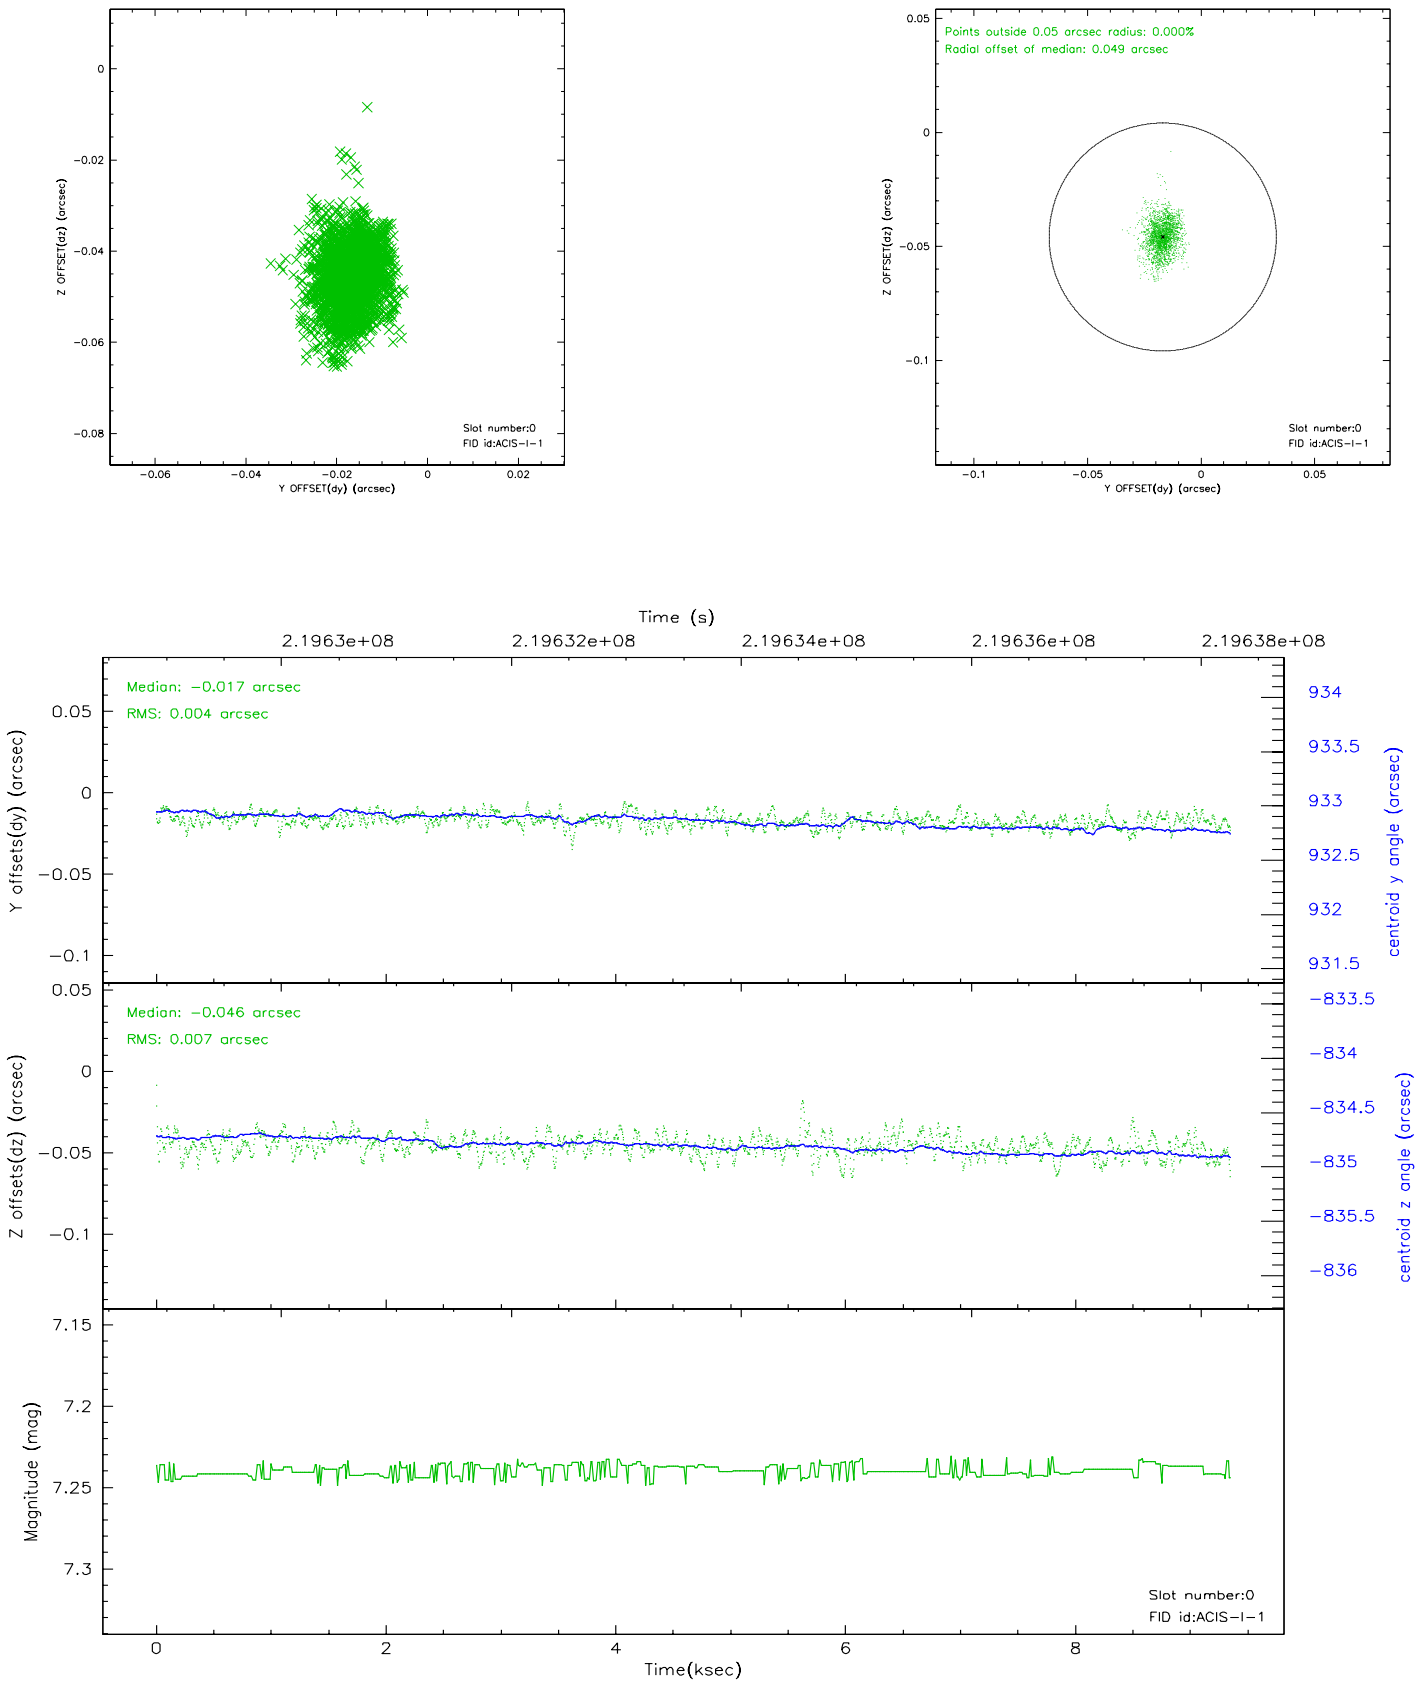 0
−0.02
−0.04
−0.06
−0.08
Z OFFSET(dz) (arcsec)
Slot number:0
FID id:ACIS−I−1
−0.06 −0.04 −0.02 0 0.02
Y OFFSET(dy) (arcsec)
0.05
0
−0.05
−0.1
Z OFFSET(dz) (arcsec)
Points outside 0.05 arcsec radius: 0.000%
Radial offset of median: 0.049 arcsec
Slot number:0
FID id:ACIS−I−1
−0.1 −0.05 0 0.05
Y OFFSET(dy) (arcsec)
Time (s)
2.1963e+08 2.19632e+08 2.19634e+08 2.19636e+08 2.19638e+08
Median: −0.017 arcsec
RMS: 0.004 arcsec
0.05
0
−0.05
−0.1
Y offsets(dy) (arcsec)
934
933.5
933
932.5
932
931.5
centroid y angle (arcsec)
Median: −0.046 arcsec
RMS: 0.007 arcsec
0.05
0
−0.05
−0.1
Z offsets(dz) (arcsec)
−833.5
−834
−834.5
−835
−835.5
−836
centroid z angle (arcsec)
7.15
7.2
7.25
7.3
Magnitude (mag)
Slot number:0
FID id:ACIS−I−1
0 2 4 6 8
Time(ksec)